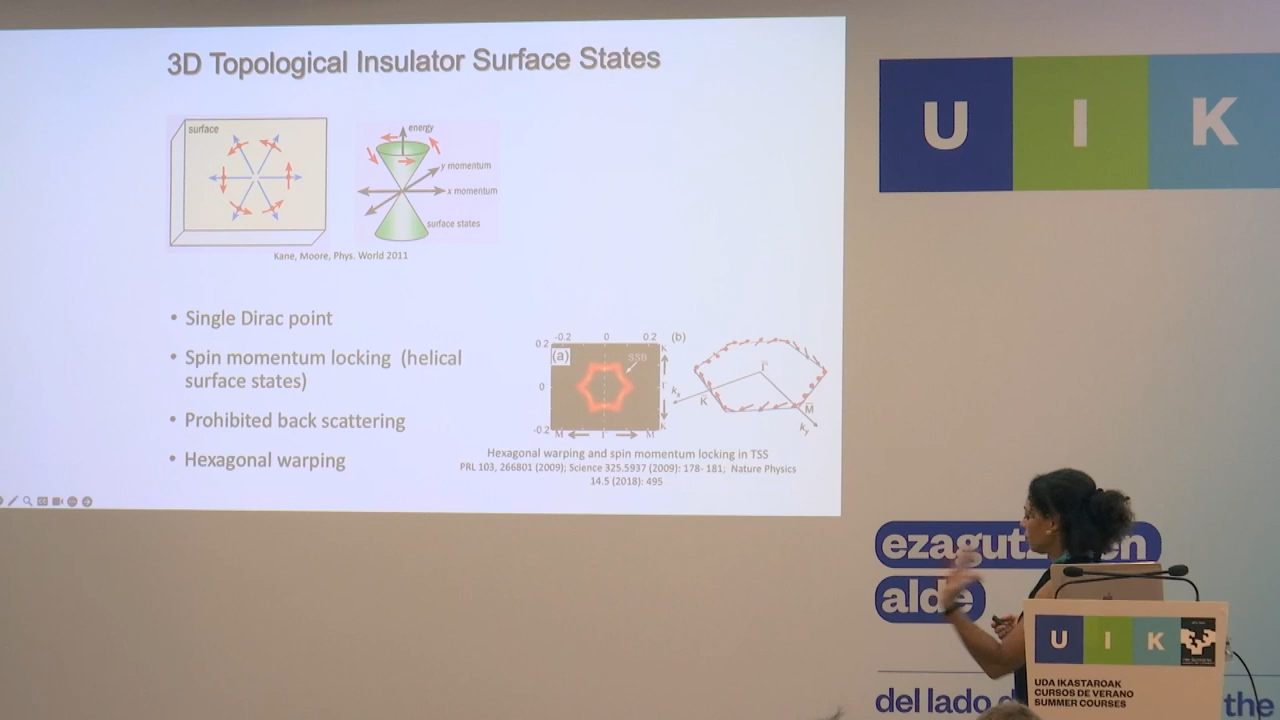 3D Topological Insulator Surface States
surface
energy
y momentum
x momentum
surface states
Kane, Moore, Phys. World 2011
• Single Dirac point
• Spin momentum locking (helical
surface states)
• Prohibited back scattering
• Hexagonal warping
-0.2 0 0.2
0.2
0
-0.2
(a)
SSB
K
Γ
K
M Γ M
(b)
Γ̄
kx
K̄
M̄
ky
Hexagonal warping and spin momentum locking in TSS
PRL 103, 266801 (2009); Science 325.5937 (2009): 178- 181; Nature Physics
14.5 (2018): 495
U I K
alde
del lado
the
U I K
UDA IKASTAROAK
CURSOS DE VERANO
SUMMER COURSES